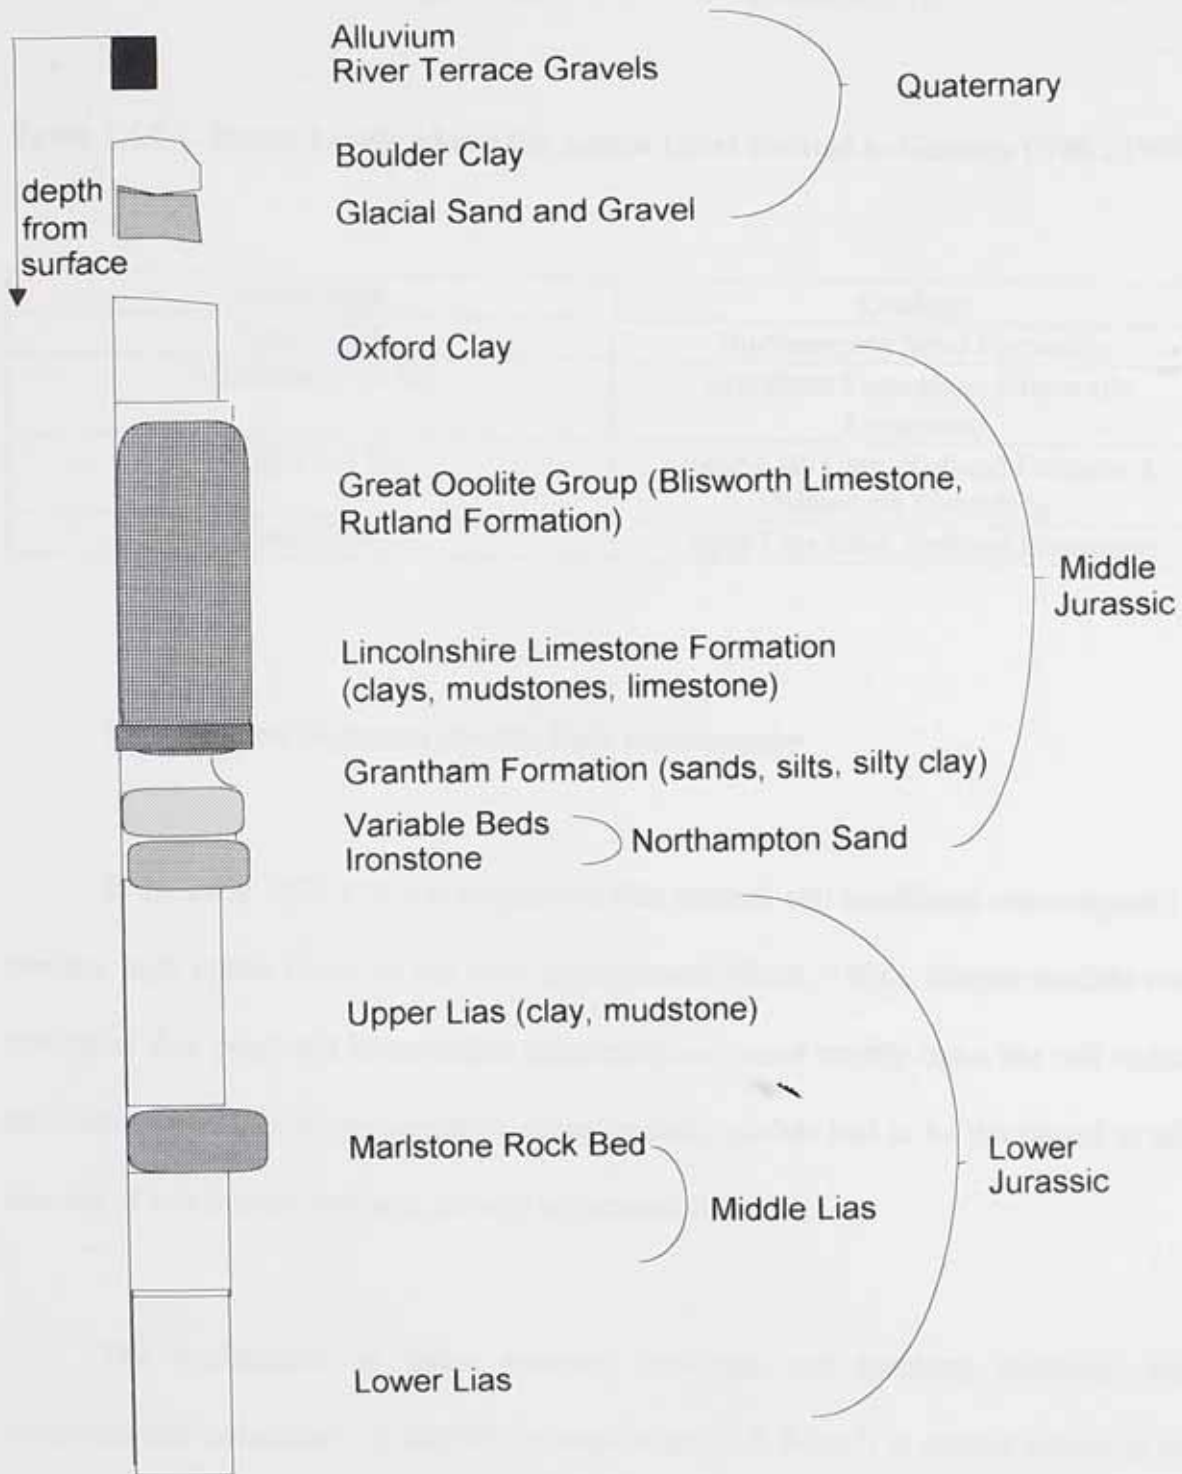 Alluvium
River Terrace Gravels
Quaternary
Boulder Clay
depth
from
surface
Glacial Sand and Gravel
Oxford Clay
Great Ooolite Group (Blisworth Limestone,
Rutland Formation)
Middle
Jurassic
Lincolnshire Limestone Formation
(clays, mudstones, limestone)
Grantham Formation (sands, silts, silty clay)
Variable Beds
Ironstone
Northampton Sand
Upper Lias (clay, mudstone)
Marlstone Rock Bed
Lower
Jurassic
Middle Lias
Lower Lias